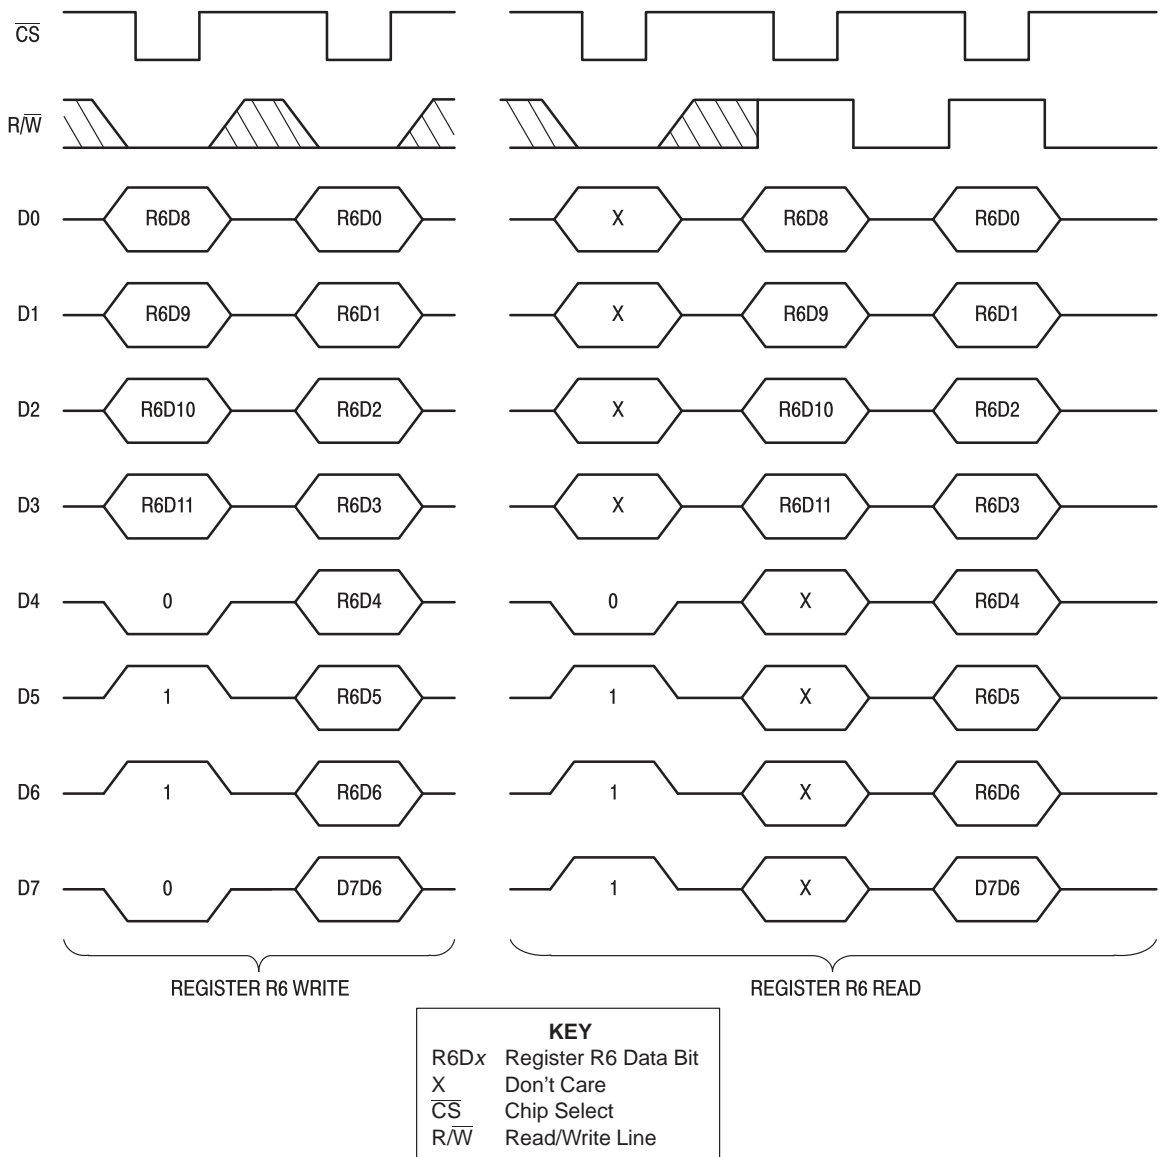 C̅S̅
R/W̅
D0 R6D8 R6D0 X R6D8 R6D0
D1 R6D9 R6D1 X R6D9 R6D1
D2 R6D10 R6D2 X R6D10 R6D2
D3 R6D11 R6D3 X R6D11 R6D3
D4 0 R6D4 0 X R6D4
D5 1 R6D5 1 X R6D5
D6 1 R6D6 1 X R6D6
D7 0 D7D6 1 X D7D6
REGISTER R6 WRITE REGISTER R6 READ
KEY
R6Dx Register R6 Data Bit
X Don't Care
C̅S̅ Chip Select
R/W̅ Read/Write Line